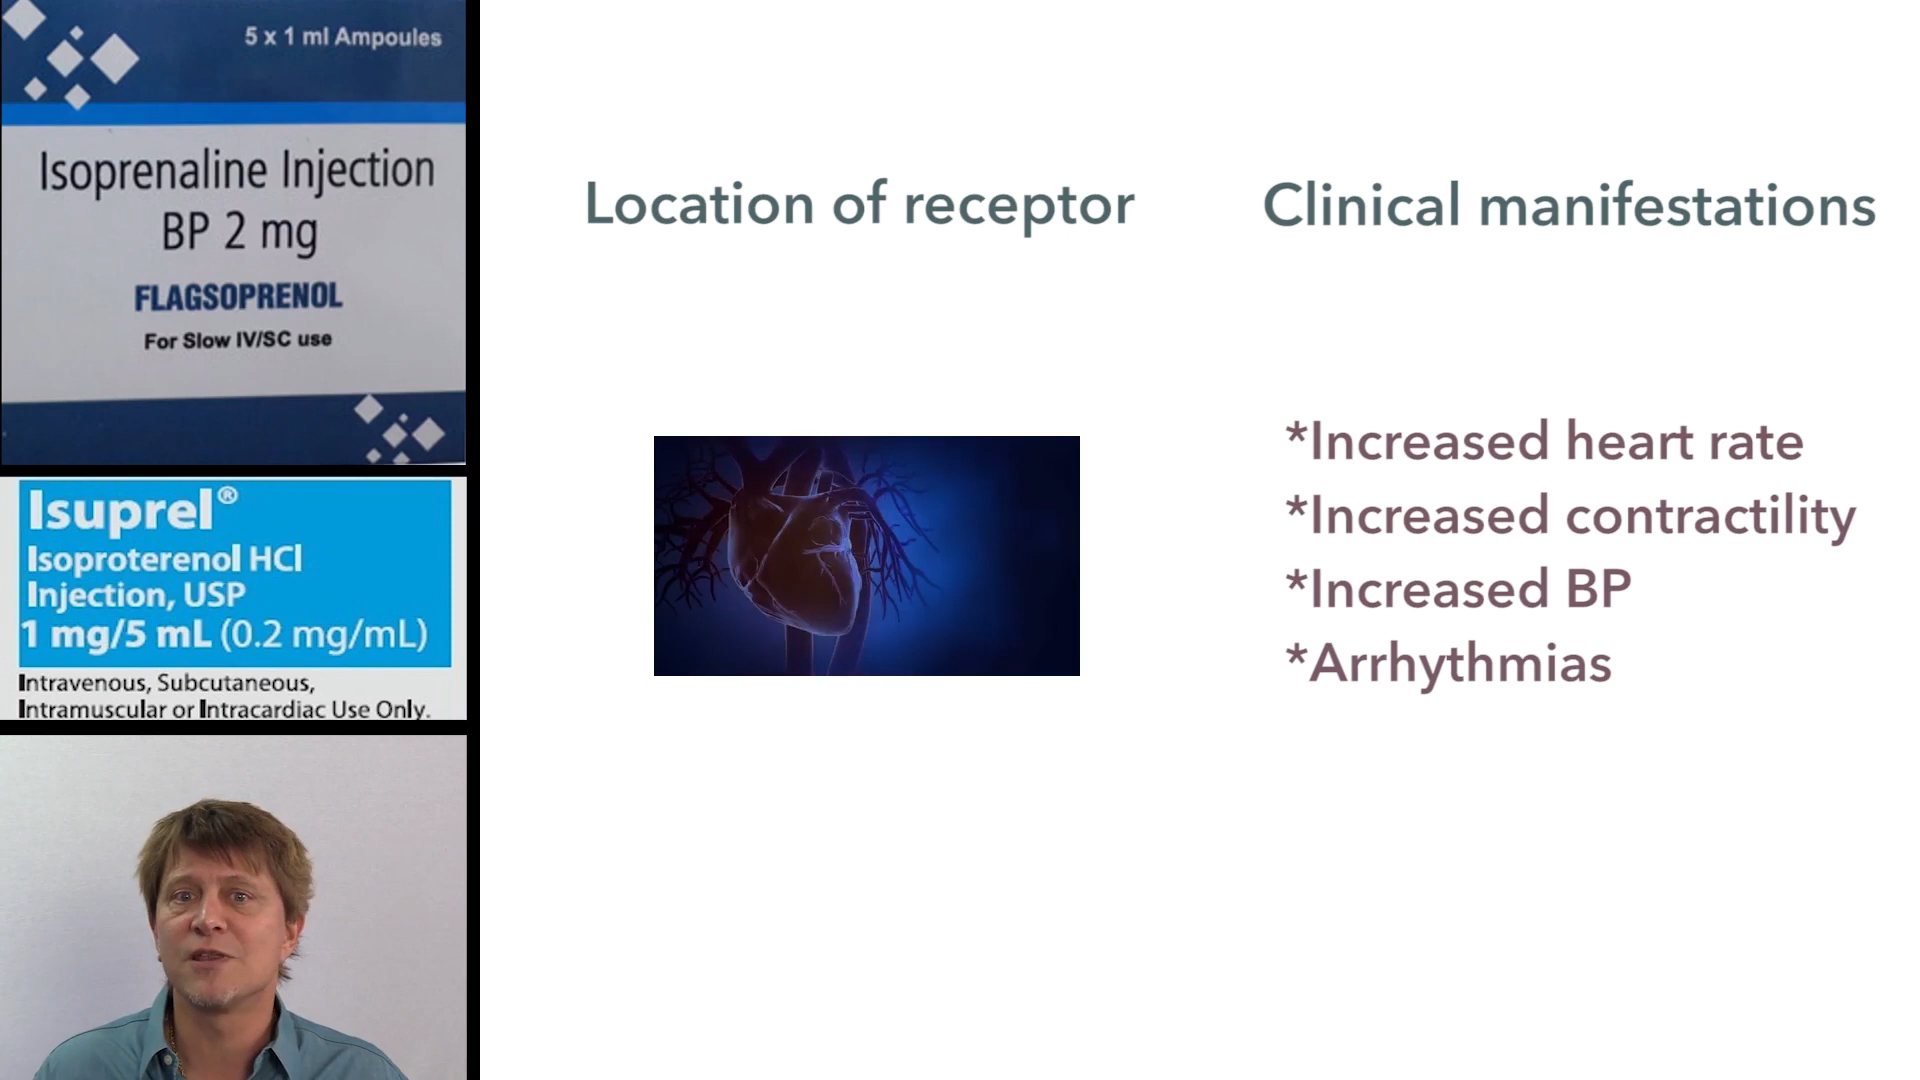 5 x 1 ml Ampoules
Isoprenaline Injection
BP 2 mg
FLAGSOPRENOL
For Slow IV/SC use
Isuprel®
Isoproterenol HCl
Injection, USP
1 mg/5 mL (0.2 mg/mL)
Intravenous, Subcutaneous,
Intramuscular or Intracardiac Use Only.
Location of receptor
Clinical manifestations
*Increased heart rate
*Increased contractility
*Increased BP
*Arrhythmias